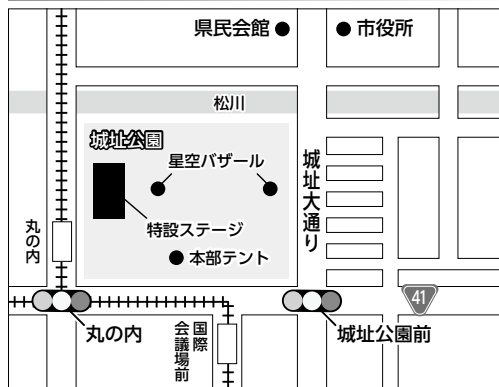 県民会館
市役所
松川
城址公園
星空バザール
城址大通り
特設ステージ
丸の内
本部テント
41
丸の内
国際
会議場前
城址公園前